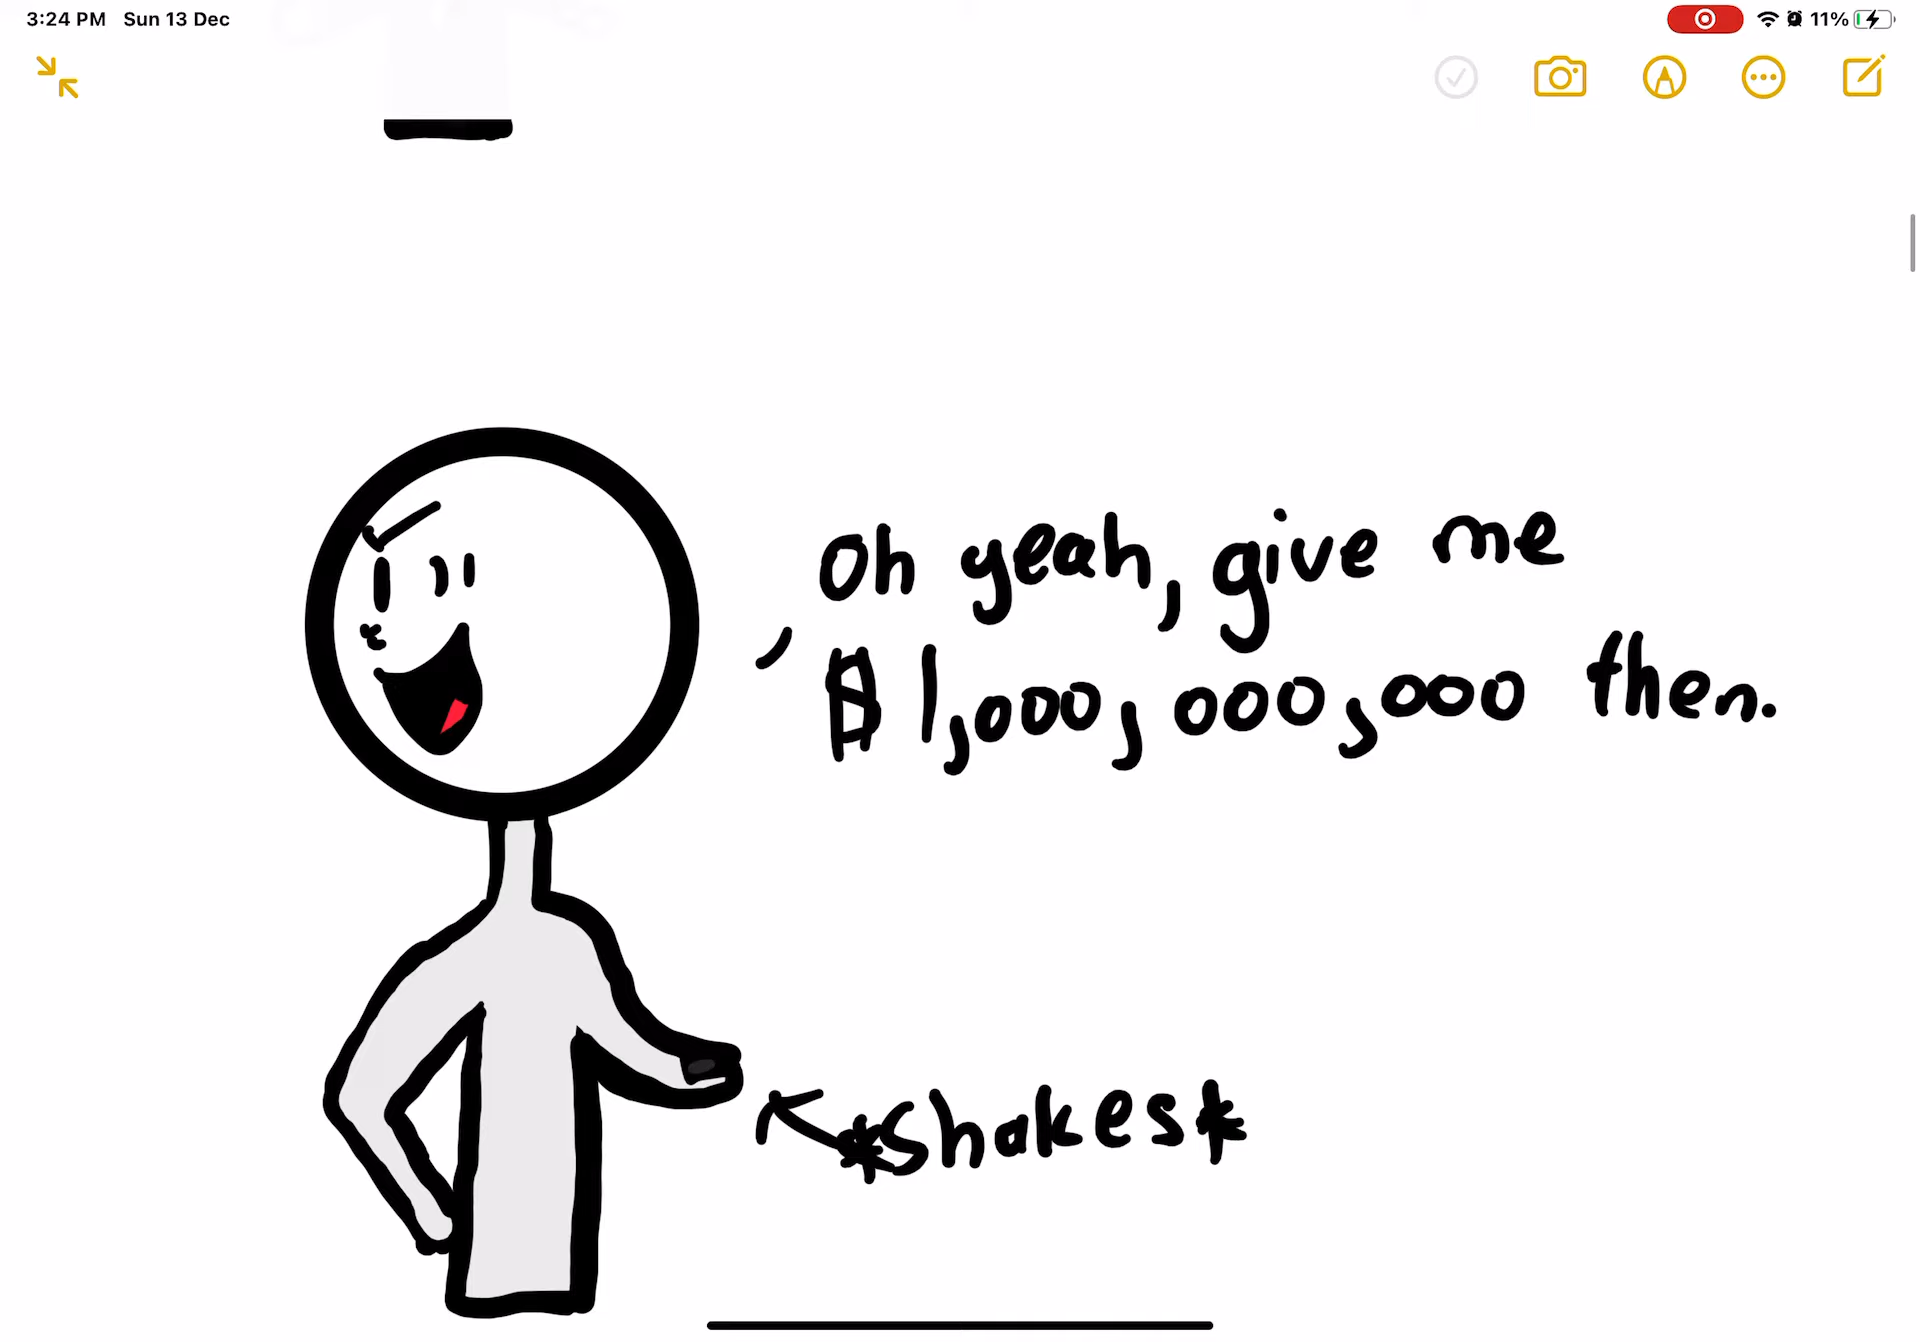 3:24 PM Sun 13 Dec
11%
Oh yeah, give me
$1,000,000,000 then.
*shakes*